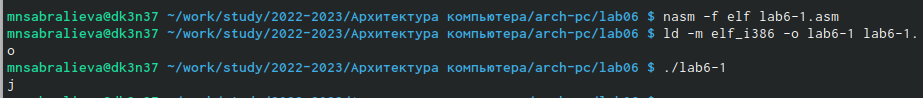 mnsabralieva@dk3n37 ~/work/study/2022-2023/Архитектура компьютера/arch-pc/lab06 $ nasm -f elf lab6-1.asm
mnsabralieva@dk3n37 ~/work/study/2022-2023/Архитектура компьютера/arch-pc/lab06 $ ld -m elf_i386 -o lab6-1 lab6-1.
o
mnsabralieva@dk3n37 ~/work/study/2022-2023/Архитектура компьютера/arch-pc/lab06 $ ./lab6-1
j